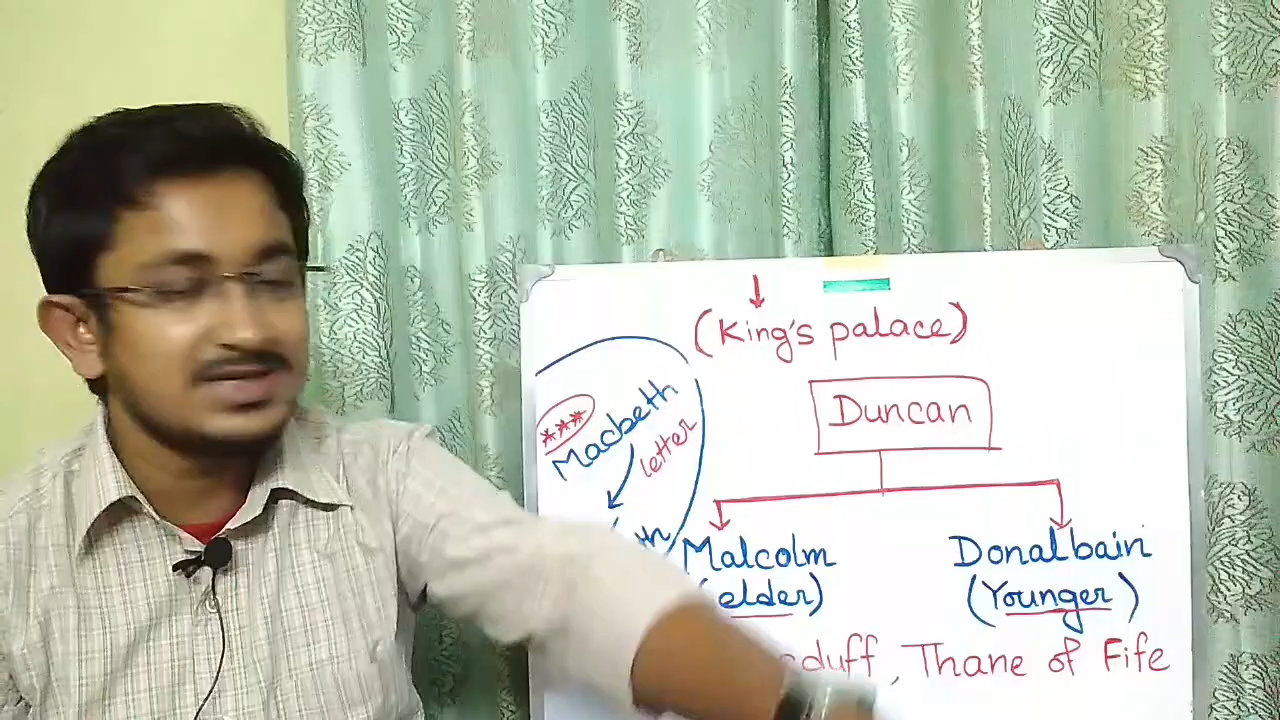 (King's palace)
Duncan
***
Macbeth
letter
Malcolm
Donalbain
(elder)
(Younger)
, Thane of Fife